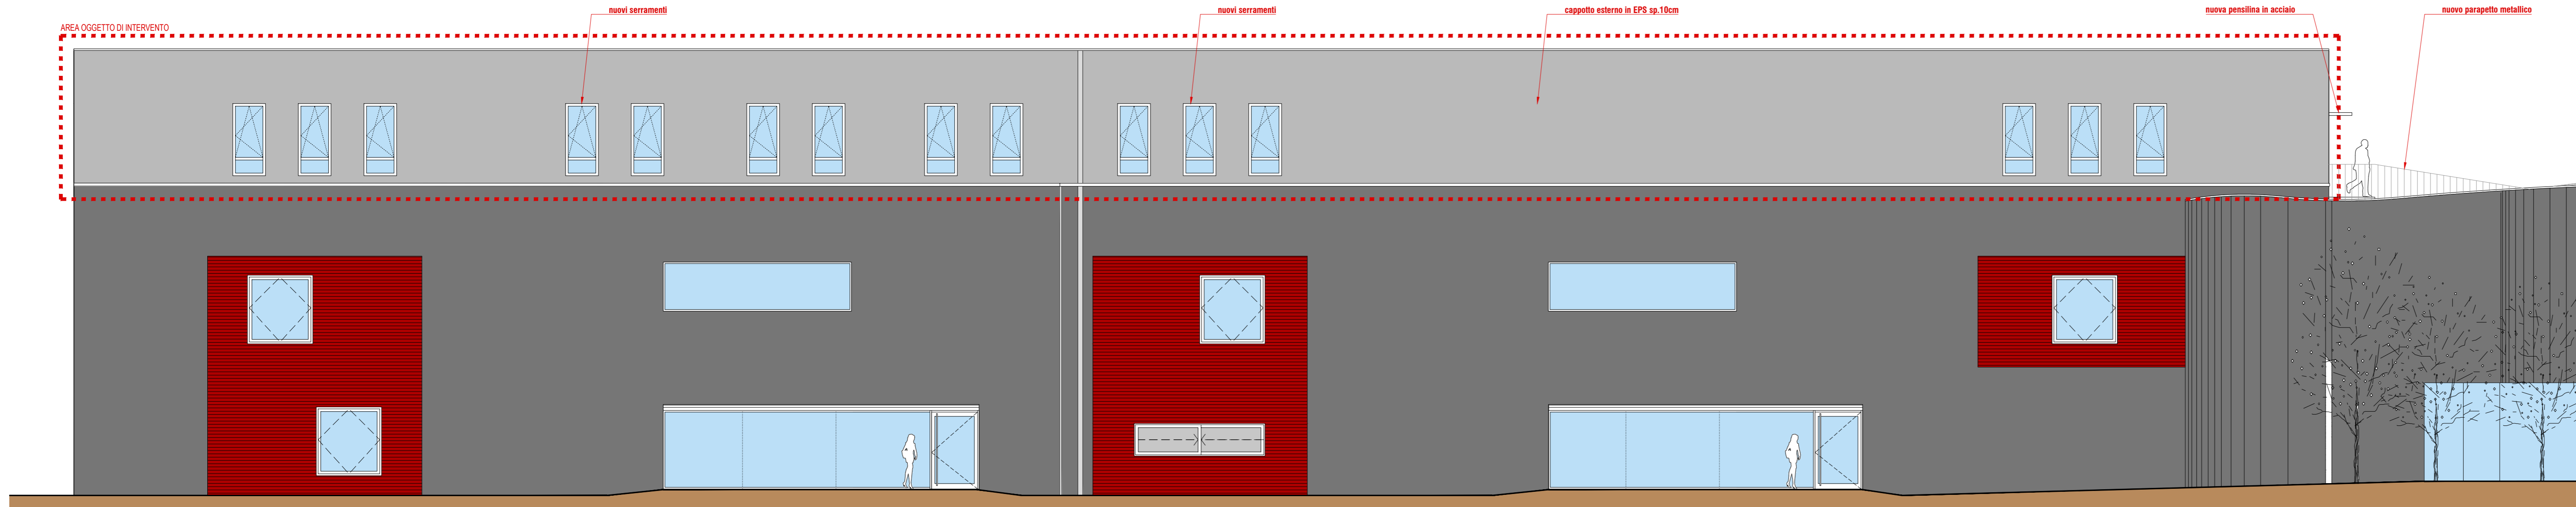 nuovi serramenti
nuovi serramenti
cappotto esterno in EPS sp.10cm
nuova pensilina in acciaio
nuovo parapetto metallico
AREA OGGETTO DI INTERVENTO